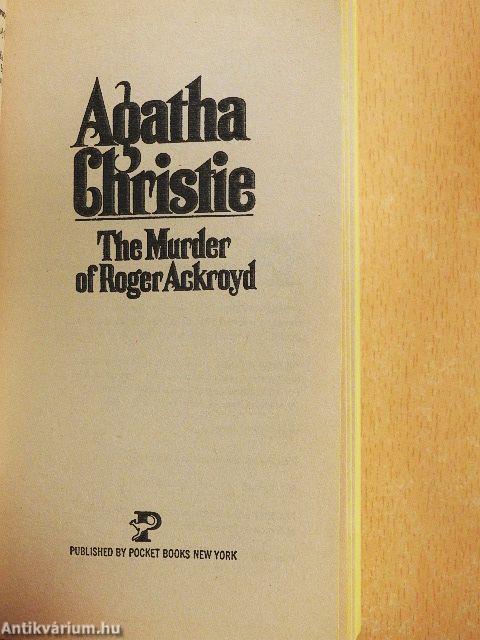 Agatha
Christie
The Murder
of Roger Ackroyd
P
PUBLISHED BY POCKET BOOKS NEW YORK
Antikvárium.hu